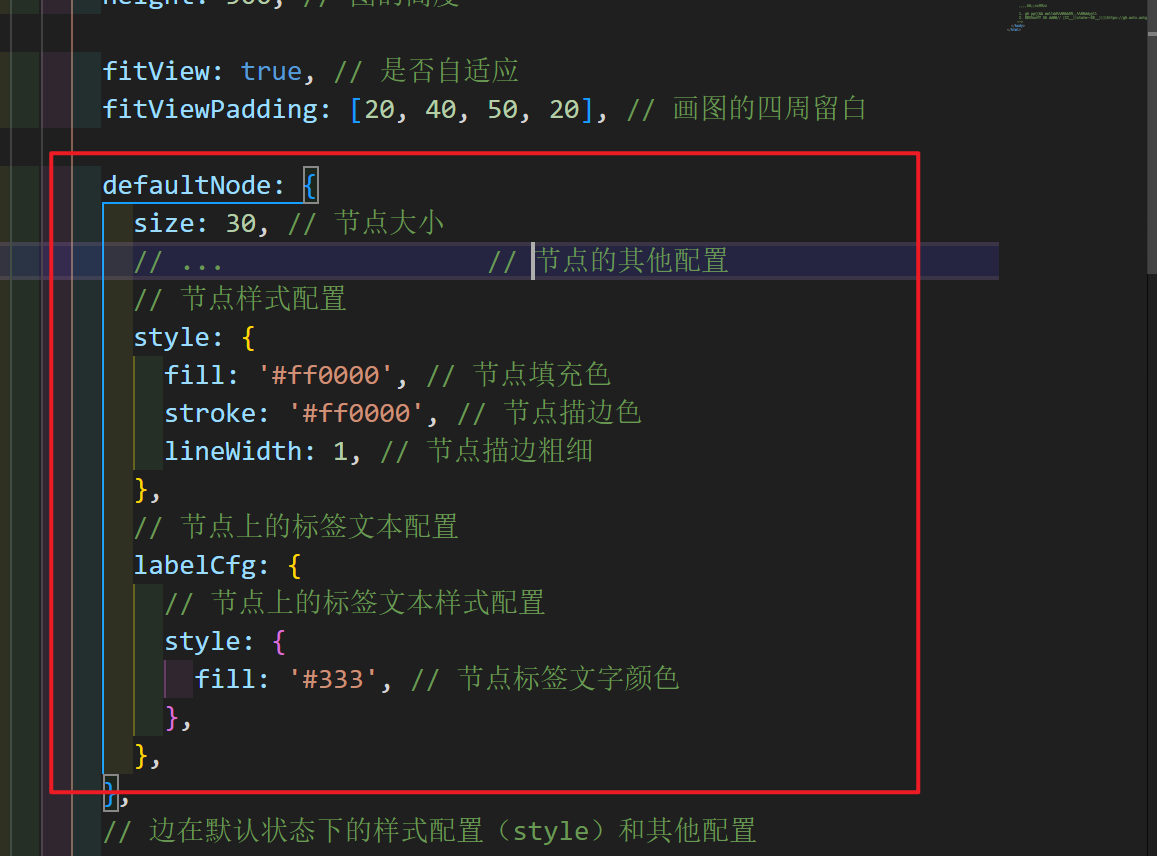 height: 500, // 图的高度
fitView: true, // 是否自适应
fitViewPadding: [20, 40, 50, 20], // 画图的四周留白
defaultNode: {
size: 30, // 节点大小
// ... // 节点的其他配置
// 节点样式配置
style: {
fill: '#ff0000', // 节点填充色
stroke: '#ff0000', // 节点描边色
lineWidth: 1, // 节点描边粗细
},
// 节点上的标签文本配置
labelCfg: {
// 节点上的标签文本样式配置
style: {
fill: '#333', // 节点标签文字颜色
},
},
},
// 边在默认状态下的样式配置（style）和其他配置